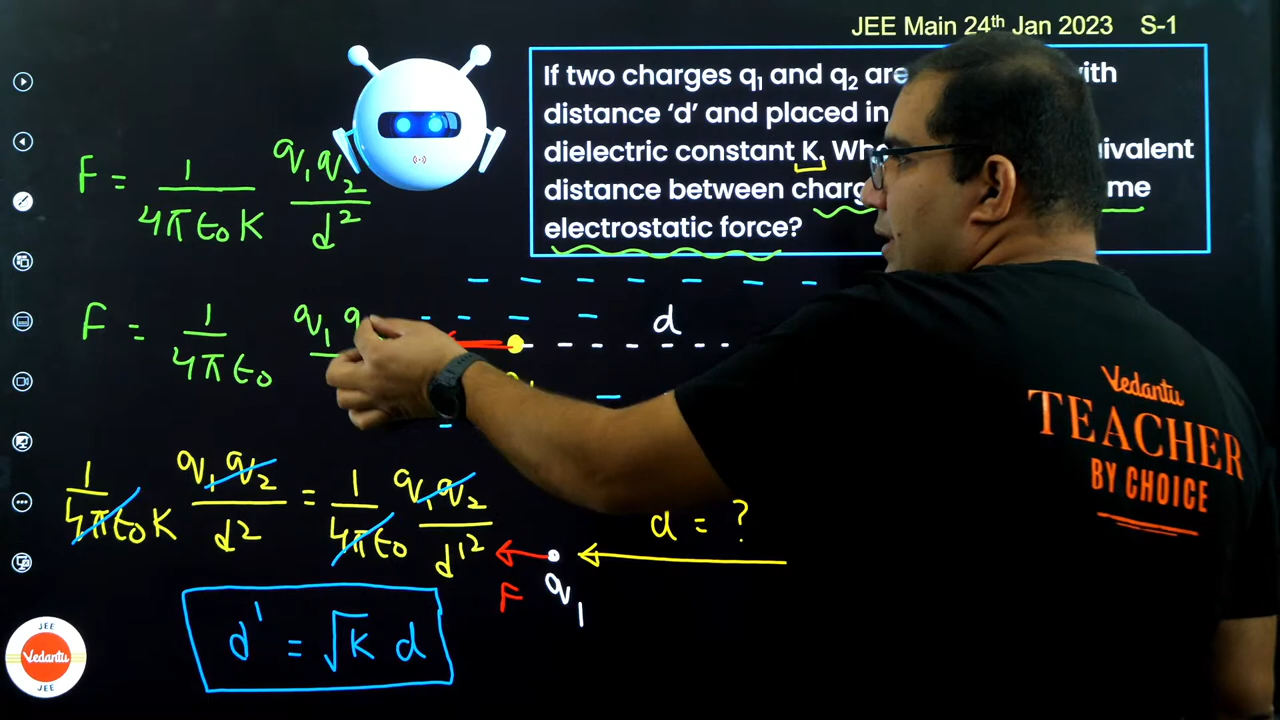 JEE Main 24th Jan 2023 S-1
If two charges q₁ and q₂ are with
distance ‘d’ and placed in
dielectric constant K. Wh
distance between charg me
electrostatic force?
F = 1/(4πε₀K) q₁q₂/d²
F = 1/(4πε₀) q₁ q
d
1/(4πε₀K) q₁q₂/d² = 1/(4πε₀) q₁q₂/d'²
d = ?
F
q₁
d' = √K d
Vedantu
TEACHER
BY CHOICE
JEE
Vedantu
JEE